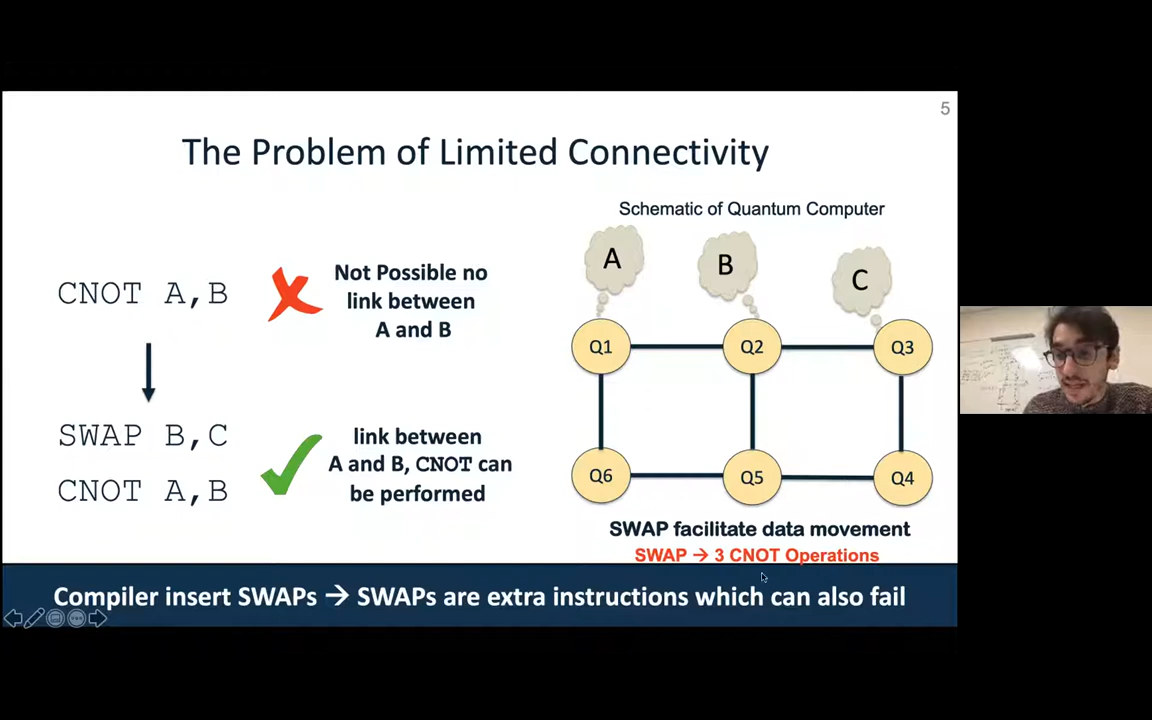 5
The Problem of Limited Connectivity
CNOT A,B
Not Possible no
link between
A and B
SWAP B,C
CNOT A,B
link between
A and B, CNOT can
be performed
Schematic of Quantum Computer
A
B
C
Q1
Q2
Q3
Q6
Q5
Q4
SWAP facilitate data movement
SWAP → 3 CNOT Operations
Compiler insert SWAPs → SWAPs are extra instructions which can also fail